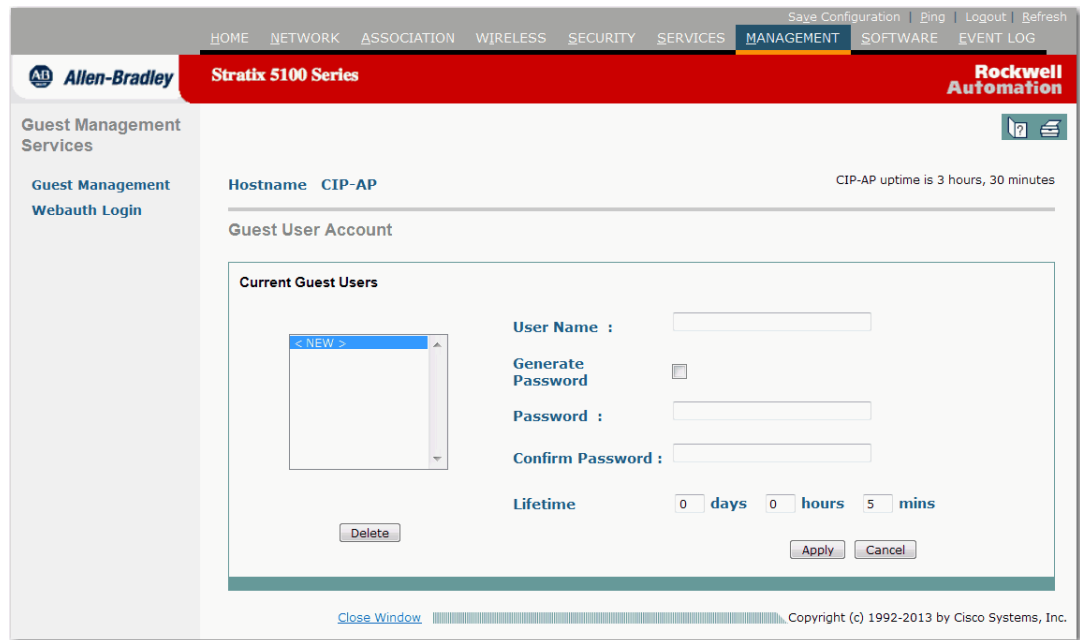 Save Configuration | Ping | Logout | Refresh
HOME NETWORK ASSOCIATION WIRELESS SECURITY SERVICES MANAGEMENT SOFTWARE EVENT LOG
AB Allen-Bradley
Stratix 5100 Series
Rockwell
Automation
Guest Management
Services
?
Guest Management
Webauth Login
Hostname CIP-AP
CIP-AP uptime is 3 hours, 30 minutes
Guest User Account
Current Guest Users
< NEW >
User Name :
Generate
Password
Password :
Confirm Password :
Lifetime 0 days 0 hours 5 mins
Delete
Apply Cancel
Close Window
Copyright (c) 1992-2013 by Cisco Systems, Inc.